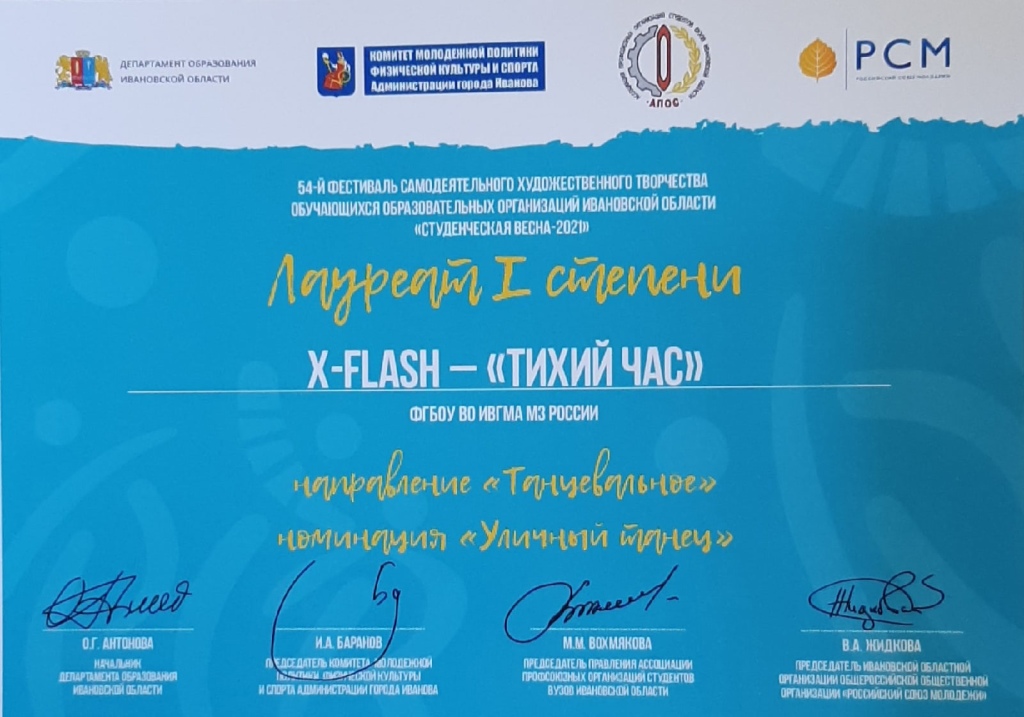 ДЕПАРТАМЕНТ ОБРАЗОВАНИЯ
ИВАНОВСКОЙ ОБЛАСТИ
КОМИТЕТ МОЛОДЕЖНОЙ ПОЛИТИКИ
ФИЗИЧЕСКОЙ КУЛЬТУРЫ И СПОРТА
Администрации города Иванова
АПОС
РСМ
РОССИЙСКИЙ СОЮЗ МОЛОДЕЖИ
54-Й ФЕСТИВАЛЬ САМОДЕЯТЕЛЬНОГО ХУДОЖЕСТВЕННОГО ТВОРЧЕСТВА
ОБУЧАЮЩИХСЯ ОБРАЗОВАТЕЛЬНЫХ ОРГАНИЗАЦИЙ ИВАНОВСКОЙ ОБЛАСТИ
«СТУДЕНЧЕСКАЯ ВЕСНА-2021»
Лауреат I степени
X-FLASH – «ТИХИЙ ЧАС»
ФГБОУ ВО ИВГМА МЗ РОССИИ
направление «Танцевальное»
номинация «Уличный танец»
О.Г. АНТОНОВА
НАЧАЛЬНИК
ДЕПАРТАМЕНТА ОБРАЗОВАНИЯ
ИВАНОВСКОЙ ОБЛАСТИ
И.А. БАРАНОВ
ПРЕДСЕДАТЕЛЬ КОМИТЕТА МОЛОДЕЖНОЙ
ПОЛИТИКИ ФИЗИЧЕСКОЙ КУЛЬТУРЫ
И СПОРТА АДМИНИСТРАЦИИ ГОРОДА ИВАНОВА
М.М. ВОХМЯКОВА
ПРЕДСЕДАТЕЛЬ ПРАВЛЕНИЯ АССОЦИАЦИИ
ПРОФСОЮЗНЫХ ОРГАНИЗАЦИЙ СТУДЕНТОВ
ВУЗОВ ИВАНОВСКОЙ ОБЛАСТИ
В.А. ЖИДКОВА
ПРЕДСЕДАТЕЛЬ ИВАНОВСКОЙ ОБЛАСТНОЙ
ОРГАНИЗАЦИИ ОБЩЕРОССИЙСКОЙ ОБЩЕСТВЕННОЙ
ОРГАНИЗАЦИИ «РОССИЙСКИЙ СОЮЗ МОЛОДЕЖИ»